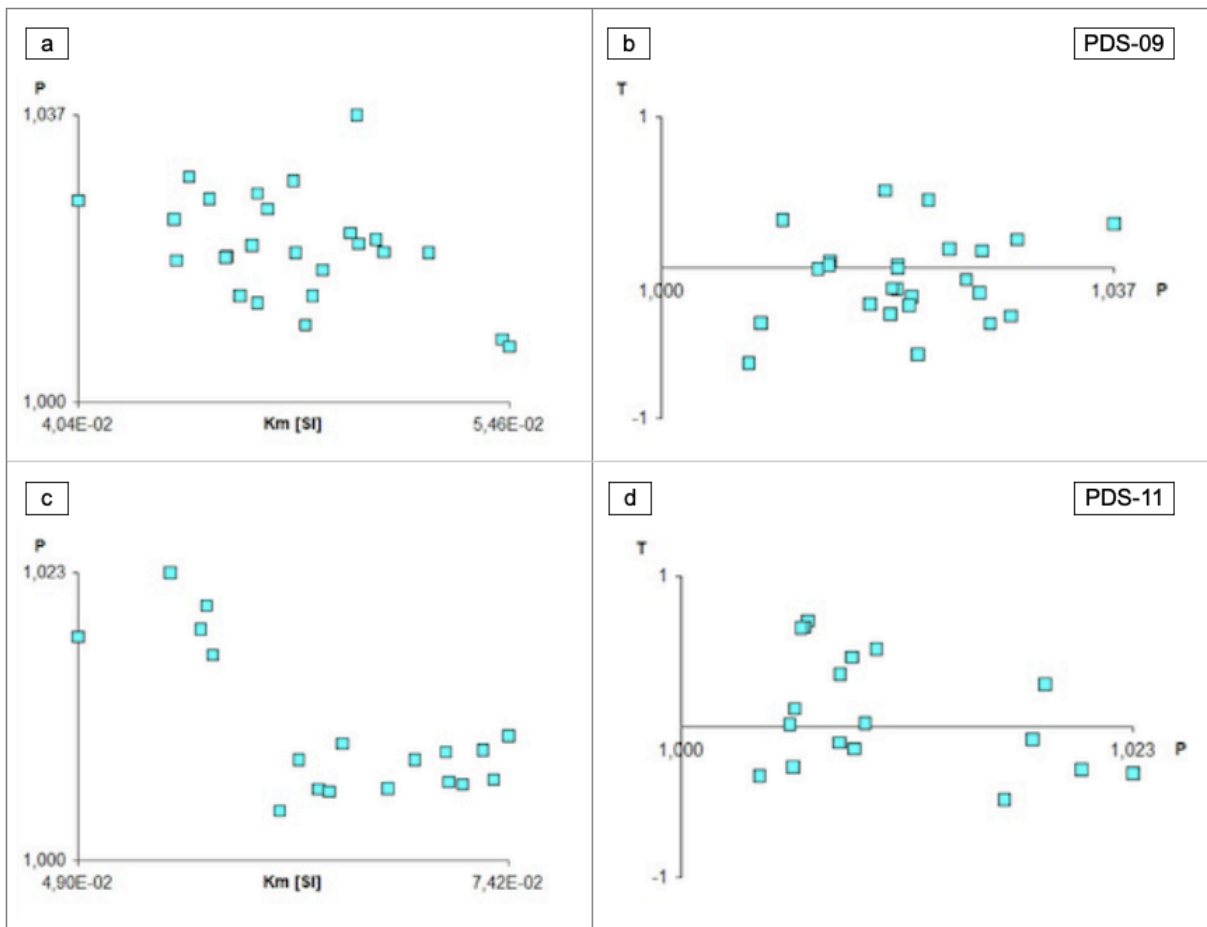 a
P
1,037
1,000
4,04E-02 Km [SI] 5,46E-02
b
PDS-09
T
1
1,000 1,037 P
-1
c
P
1,023
1,000
4,90E-02 Km [SI] 7,42E-02
d
PDS-11
T
1
1,000 1,023 P
-1